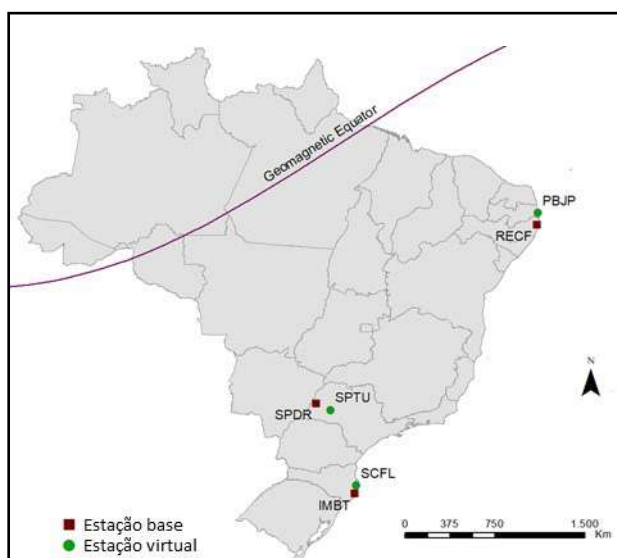 Geomagnetic Equator
PBJP
RECF
N
SPTU
SPDR
SCFL
IMBT
Estação base
Estação virtual
0 375 750 1.500
Km